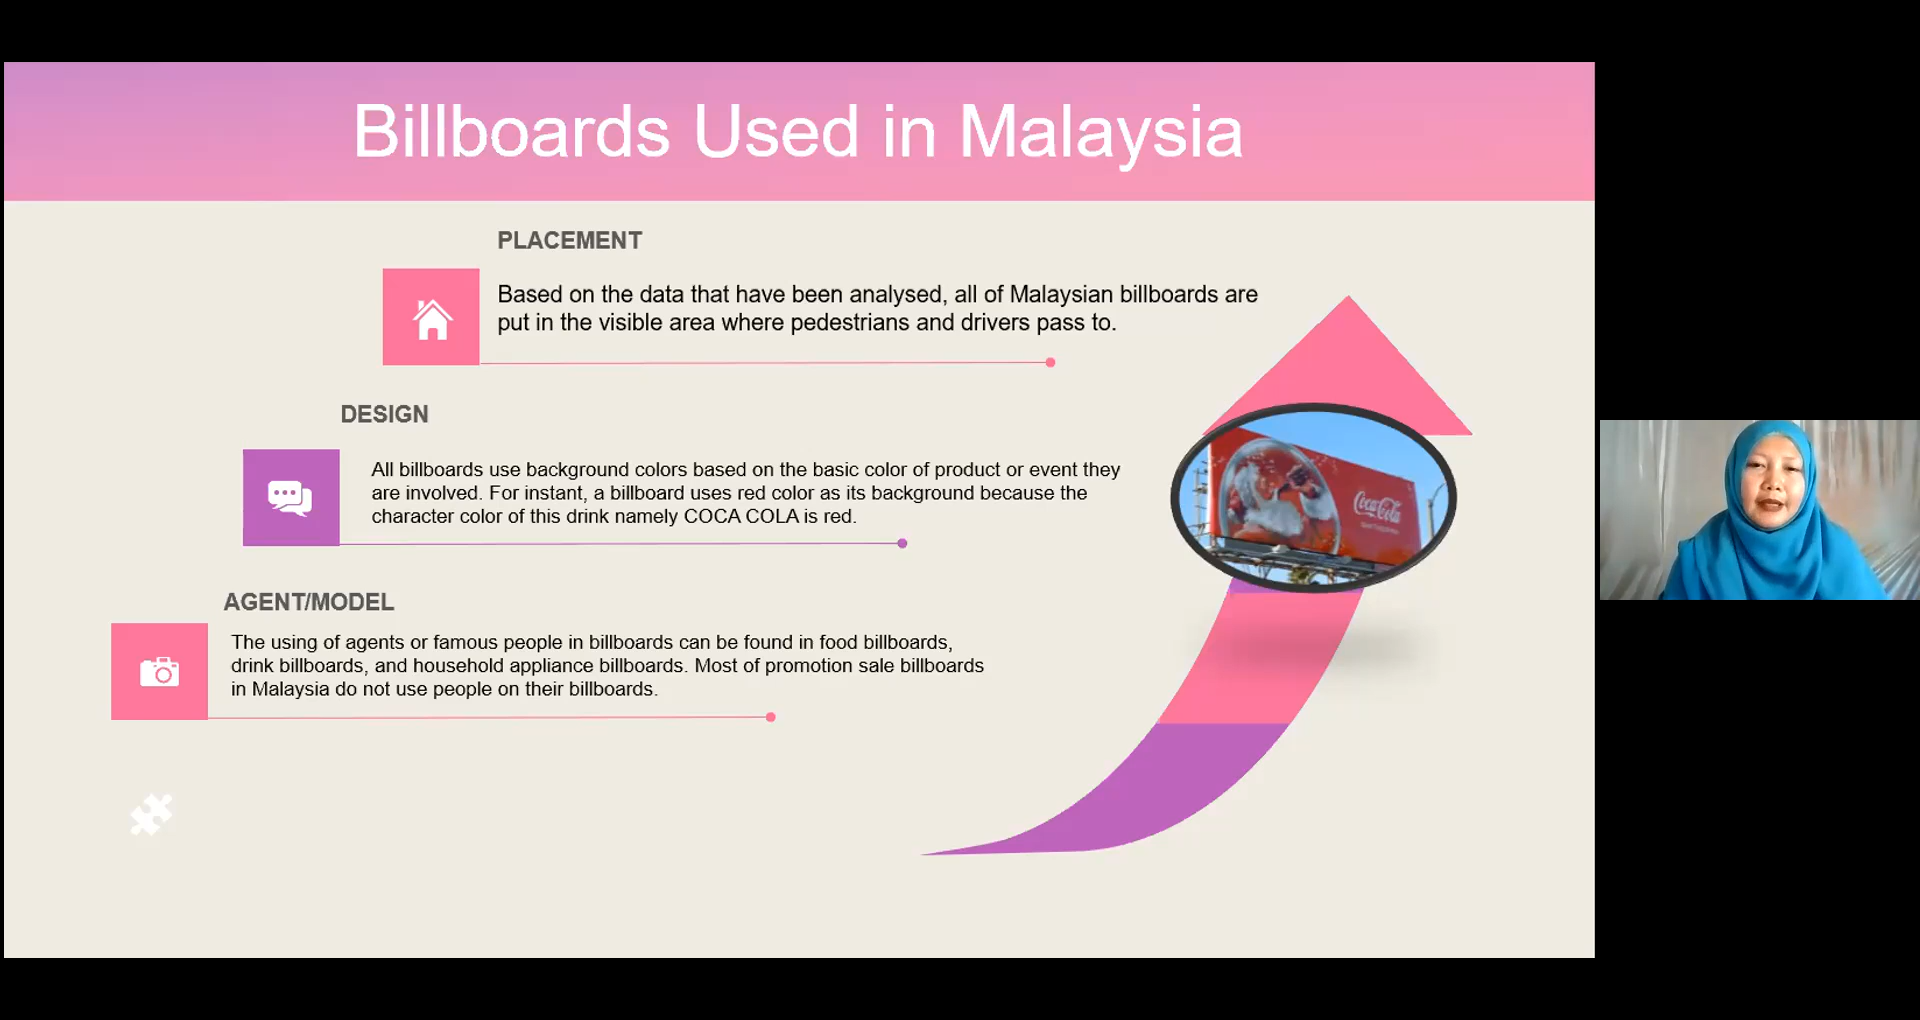 Billboards Used in Malaysia
PLACEMENT
Based on the data that have been analysed, all of Malaysian billboards are
put in the visible area where pedestrians and drivers pass to.
DESIGN
All billboards use background colors based on the basic color of product or event they
are involved. For instant, a billboard uses red color as its background because the
character color of this drink namely COCA COLA is red.
Coca-Cola
AGENT/MODEL
The using of agents or famous people in billboards can be found in food billboards,
drink billboards, and household appliance billboards. Most of promotion sale billboards
in Malaysia do not use people on their billboards.